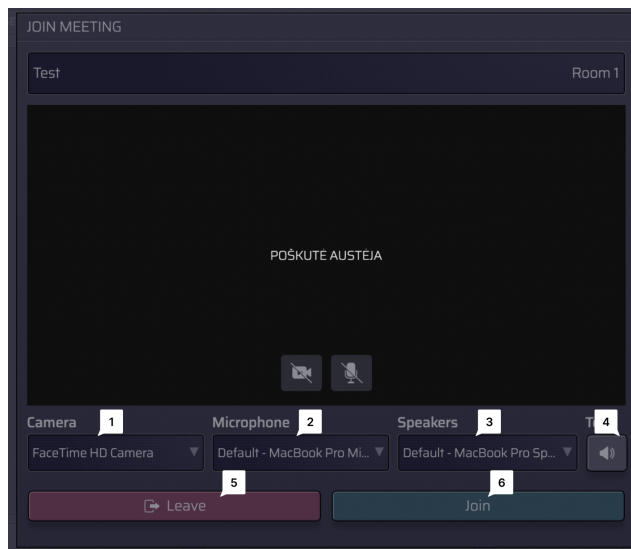 JOIN MEETING
Test Room 1
POŠKUTĖ AUSTĖJA
Camera 1 Microphone 2 Speakers 3 4
FaceTime HD Camera Default - MacBook Pro Mi... Default - MacBook Pro Sp...
5 6
Leave Join